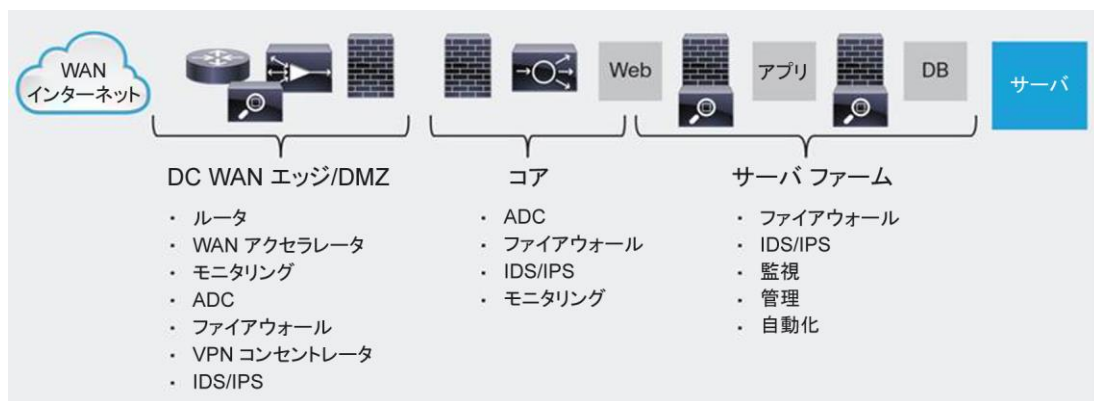 WAN
インターネット
Web
アプリ
DB
サーバ
DC WAN エッジ/DMZ
・ ルータ
・ WAN アクセラレータ
・ モニタリング
・ ADC
・ ファイアウォール
・ VPN コンセントレータ
・ IDS/IPS
コア
・ ADC
・ ファイアウォール
・ IDS/IPS
・ モニタリング
サーバ ファーム
・ ファイアウォール
・ IDS/IPS
・ 監視
・ 管理
・ 自動化